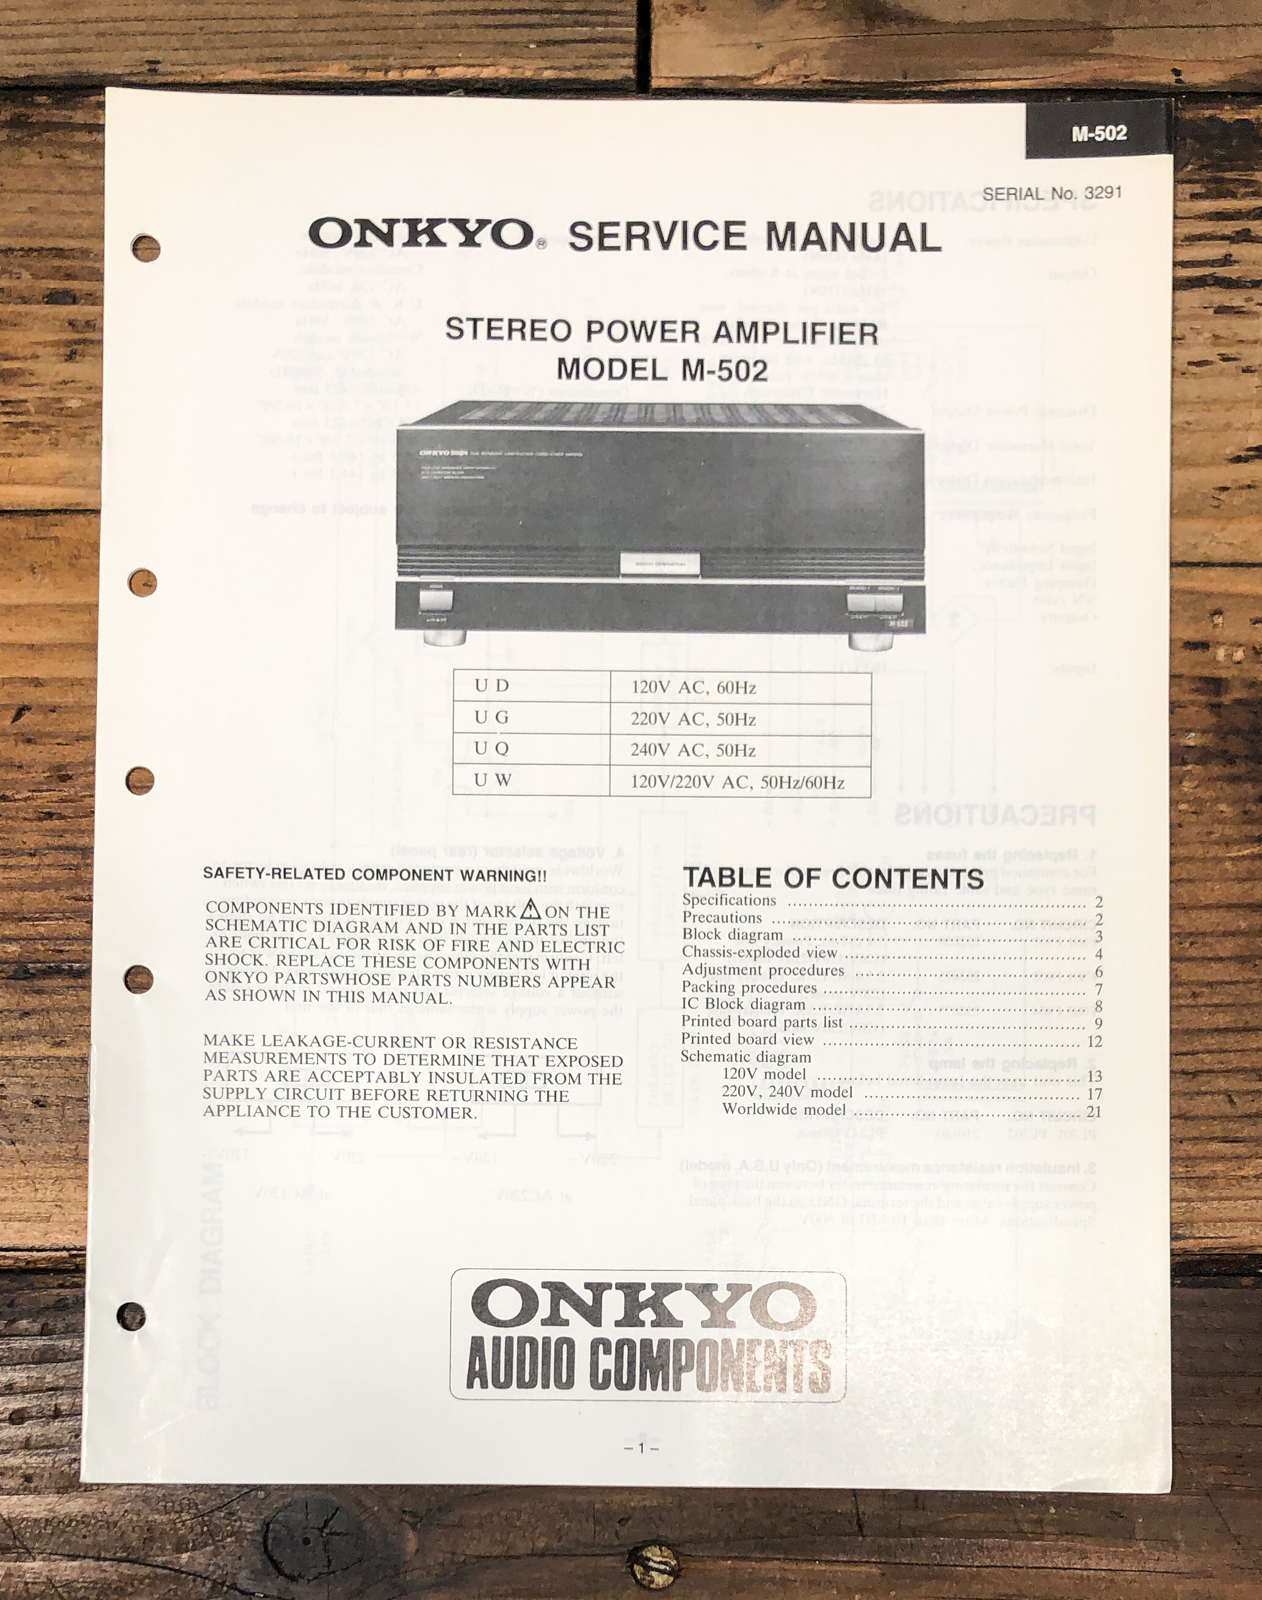 M-502
SERIAL No. 3291
ONKYO® SERVICE MANUAL
STEREO POWER AMPLIFIER
MODEL M-502
ONKYO
M-502
U D 120V AC, 60Hz
U G 220V AC, 50Hz
U Q 240V AC, 50Hz
U W 120V/220V AC, 50Hz/60Hz
SAFETY-RELATED COMPONENT WARNING!!
COMPONENTS IDENTIFIED BY MARK ⚠ ON THE
SCHEMATIC DIAGRAM AND IN THE PARTS LIST
ARE CRITICAL FOR RISK OF FIRE AND ELECTRIC
SHOCK. REPLACE THESE COMPONENTS WITH
ONKYO PARTSWHOSE PARTS NUMBERS APPEAR
AS SHOWN IN THIS MANUAL.
MAKE LEAKAGE-CURRENT OR RESISTANCE
MEASUREMENTS TO DETERMINE THAT EXPOSED
PARTS ARE ACCEPTABLY INSULATED FROM THE
SUPPLY CIRCUIT BEFORE RETURNING THE
APPLIANCE TO THE CUSTOMER.
TABLE OF CONTENTS
Specifications ........ 2
Precautions ........ 2
Block diagram ........ 3
Chassis-exploded view ........ 4
Adjustment procedures ........ 6
Packing procedures ........ 7
IC Block diagram ........ 8
Printed board parts list ........ 9
Printed board view ........ 12
Schematic diagram
120V model ........ 13
220V, 240V model ........ 17
Worldwide model ........ 21
ONKYO
AUDIO COMPONENTS
– 1 –